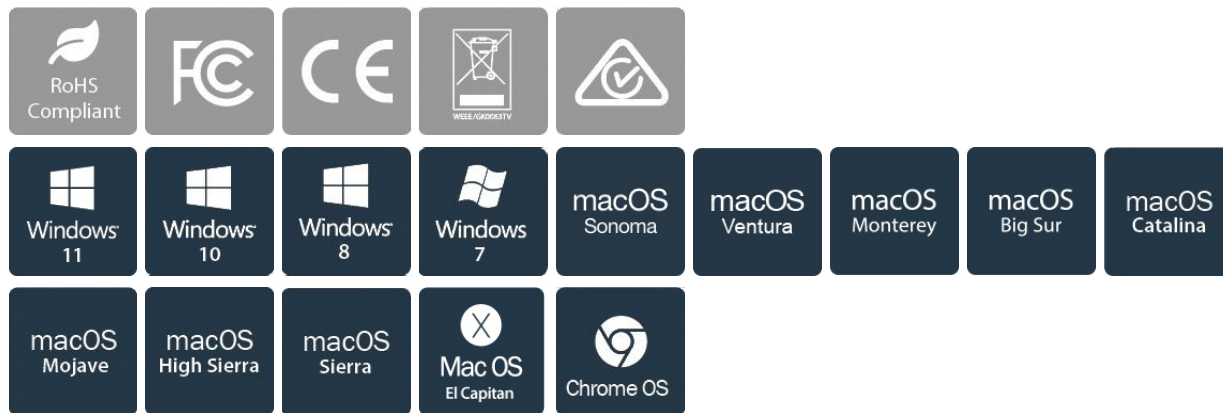 RoHS
Compliant
FC
CE
WEEE/GK0063TV
Windows
11
Windows
10
Windows
8
Windows
7
macOS
Sonoma
macOS
Ventura
macOS
Monterey
macOS
Big Sur
macOS
Catalina
macOS
Mojave
macOS
High Sierra
macOS
Sierra
X
Mac OS
El Capitan
Chrome OS